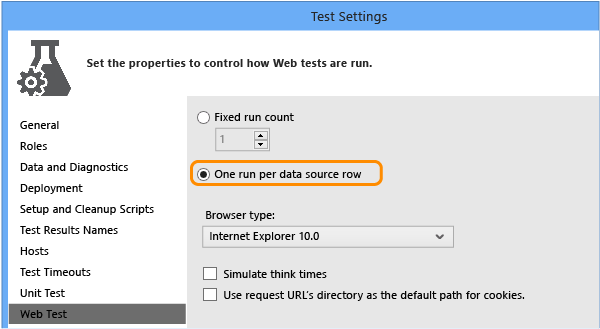 Test Settings
Set the properties to control how Web tests are run.
General
Roles
Data and Diagnostics
Deployment
Setup and Cleanup Scripts
Test Results Names
Hosts
Test Timeouts
Unit Test
Web Test
Fixed run count
1
One run per data source row
Browser type:
Internet Explorer 10.0
Simulate think times
Use request URL's directory as the default path for cookies.